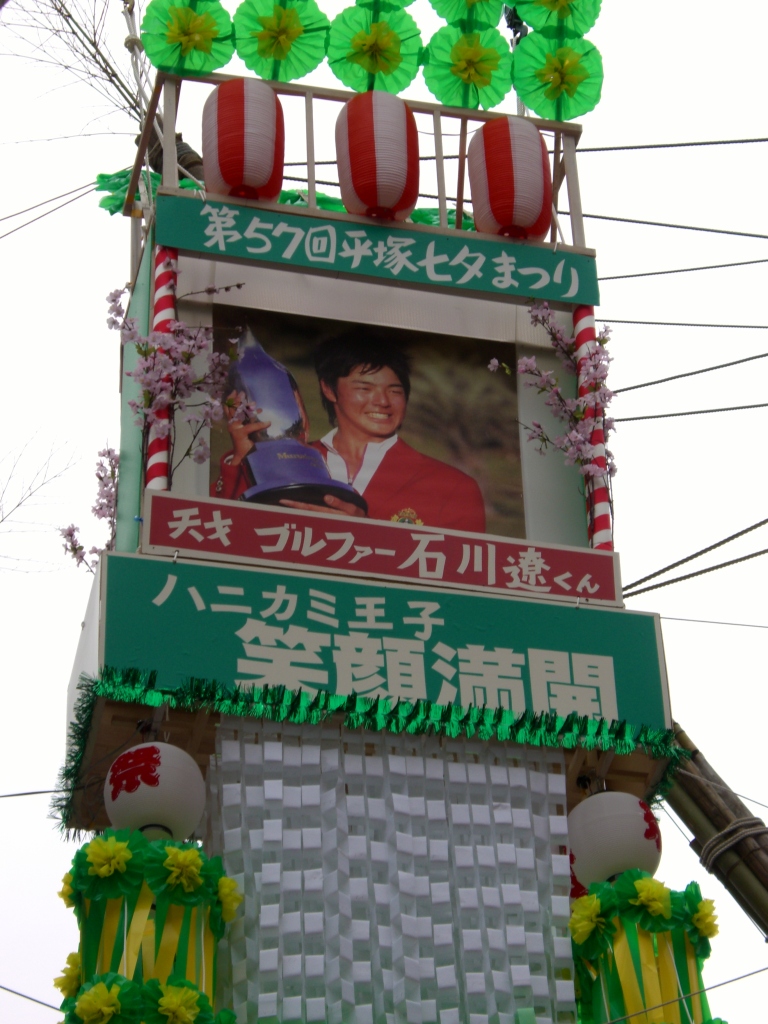 第57回平塚七夕まつり
天才 ゴルファー石川遼くん
ハニカミ王子
笑顔満開
祭